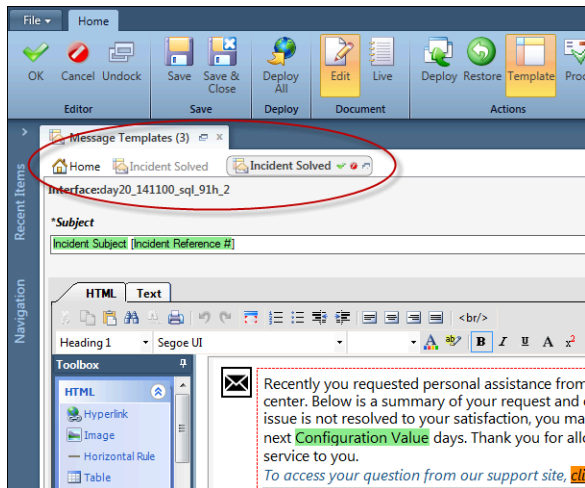 File
Home
OK Cancel Undock Save Save & Close Deploy All Edit Live Deploy Restore Template Proc
Editor Save Deploy Document Actions
Message Templates (3)
Home Incident Solved Incident Solved
Interface:day20_141100_sql_91h_2
*Subject
Incident Subject [Incident Reference #]
Recent Items
Navigation
HTML Text
<br/>
Heading 1 Segoe UI
A ab B I U A x²
Toolbox
HTML
Hyperlink
Image
Horizontal Rule
Table
Recently you requested personal assistance from
center. Below is a summary of your request and
issue is not resolved to your satisfaction, you ma
next Configuration Value days. Thank you for allo
service to you.
To access your question from our support site, cli